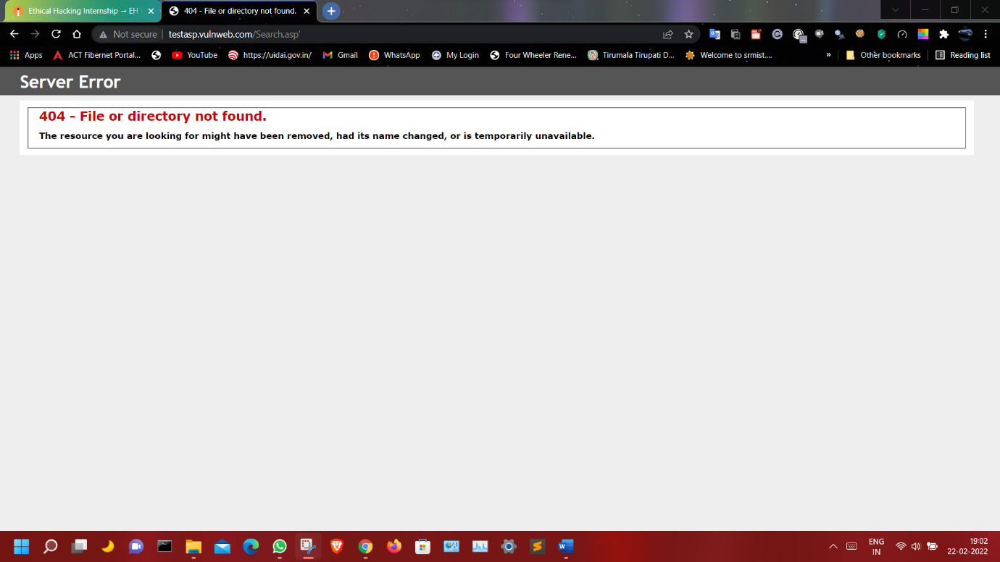 Ethical Hacking Internship → EH
404 - File or directory not found.
Not secure
testasp.vulnweb.com/Search.asp'
Apps
ACT Fibernet Portal...
YouTube
https://uidai.gov.in/
Gmail
WhatsApp
My Login
Four Wheeler Rene...
Tirumala Tirupati D...
Welcome to srmist....
»
Other bookmarks
Reading list
Server Error
404 - File or directory not found.
The resource you are looking for might have been removed, had its name changed, or is temporarily unavailable.
ENG
IN
19:02
22-02-2022